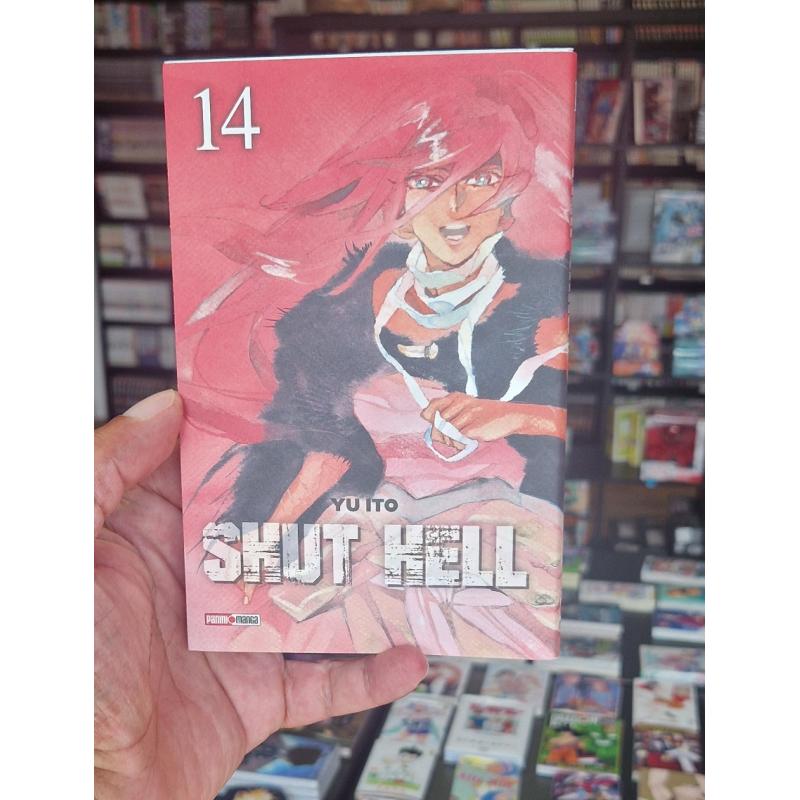 14
YU ITO
SHUT HELL
PANINI MANGA